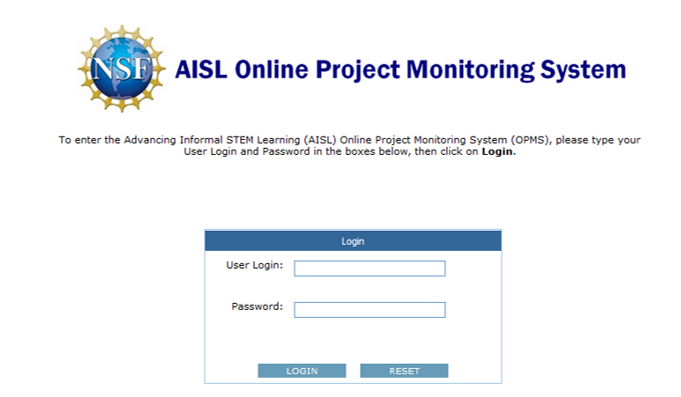 NSF
AISL Online Project Monitoring System
To enter the Advancing Informal STEM Learning (AISL) Online Project Monitoring System (OPMS), please type your
User Login and Password in the boxes below, then click on Login.
Login
User Login:
Password:
LOGIN
RESET